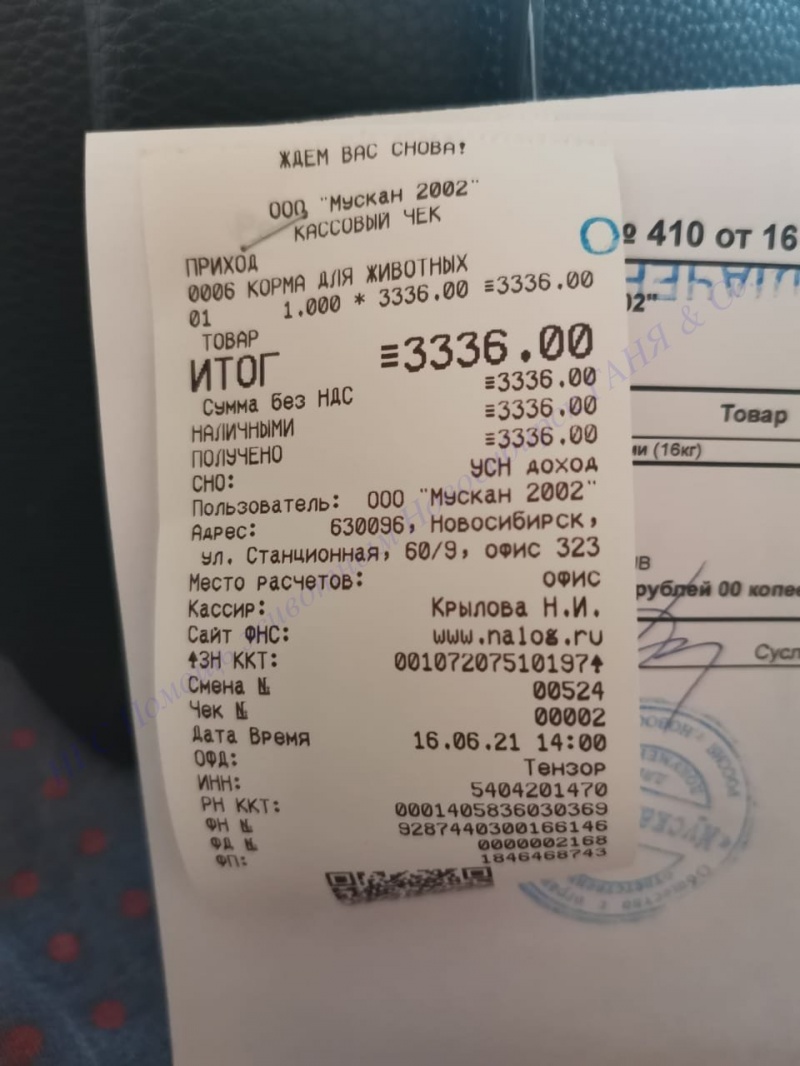 ЖДЕМ ВАС СНОВА!
ООО "Мускан 2002"
КАССОВЫЙ ЧЕК
ПРИХОД
0006 КОРМА ДЛЯ ЖИВОТНЫХ
01 1.000 * 3336.00 ≡3336.00
ТОВАР
ИТОГ ≡3336.00
Сумма без НДС ≡3336.00
НАЛИЧНЫМИ ≡3336.00
ПОЛУЧЕНО ≡3336.00
СНО: УСН доход
Пользователь: ООО "Мускан 2002"
Адрес: 630096, Новосибирск,
ул. Станционная, 60/9, офис 323
Место расчетов: офис
Кассир: Крылова Н.И.
Сайт ФНС: www.nalog.ru
↑ЗН ККТ: 00107207510197↑
Смена № 00524
Чек № 00002
Дата Время 16.06.21 14:00
ОФД: Тензор
ИНН: 5404201470
РН ККТ: 0001405836030369
ФН № 9287440300166146
ФД № 0000002168
ФП: 1846468743
№ 410 от 16
02"
Товар
ми (16кг)
рублей 00 копее
Сусл